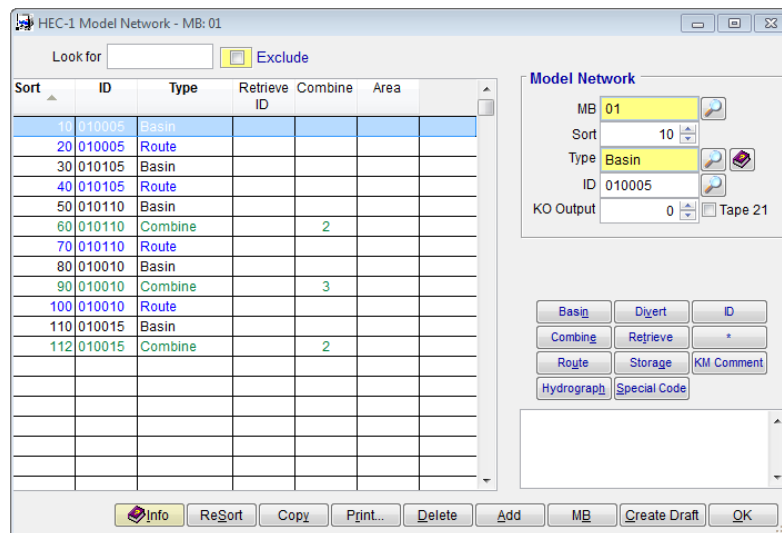 HEC-1 Model Network - MB: 01
Look for Exclude
Sort ID Type Retrieve ID Combine Area
10 010005 Basin
20 010005 Route
30 010105 Basin
40 010105 Route
50 010110 Basin
60 010110 Combine 2
70 010110 Route
80 010010 Basin
90 010010 Combine 3
100 010010 Route
110 010015 Basin
112 010015 Combine 2
Model Network
MB 01
Sort 10
Type Basin
ID 010005
KO Output 0 Tape 21
Basin Divert ID
Combine Retrieve *
Route Storage KM Comment
Hydrograph Special Code
Info ReSort Copy Print... Delete Add MB Create Draft OK